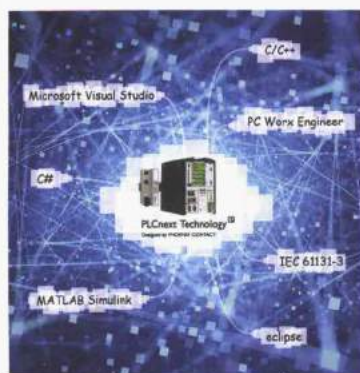 C/C++
Microsoft Visual Studio
PC Worx Engineer
C#
PLCnext Technology
Designed by PHOENIX CONTACT
IEC 61131-3
MATLAB Simulink
eclipse